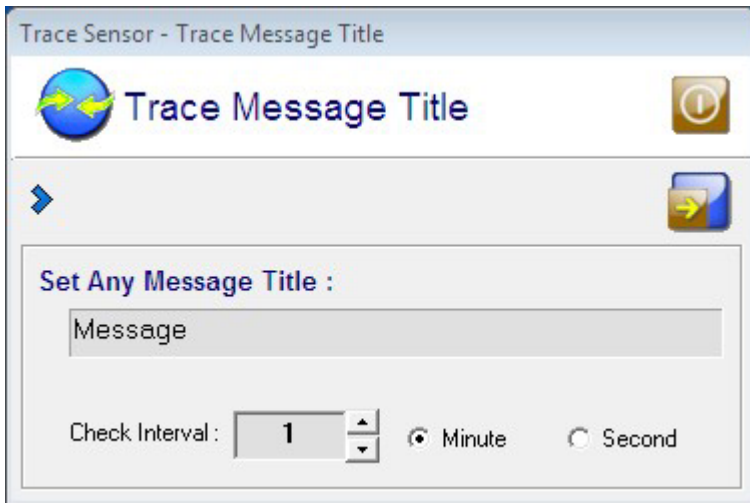 Trace Sensor - Trace Message Title
Trace Message Title
Set Any Message Title :
Message
Check Interval : 1 Minute Second